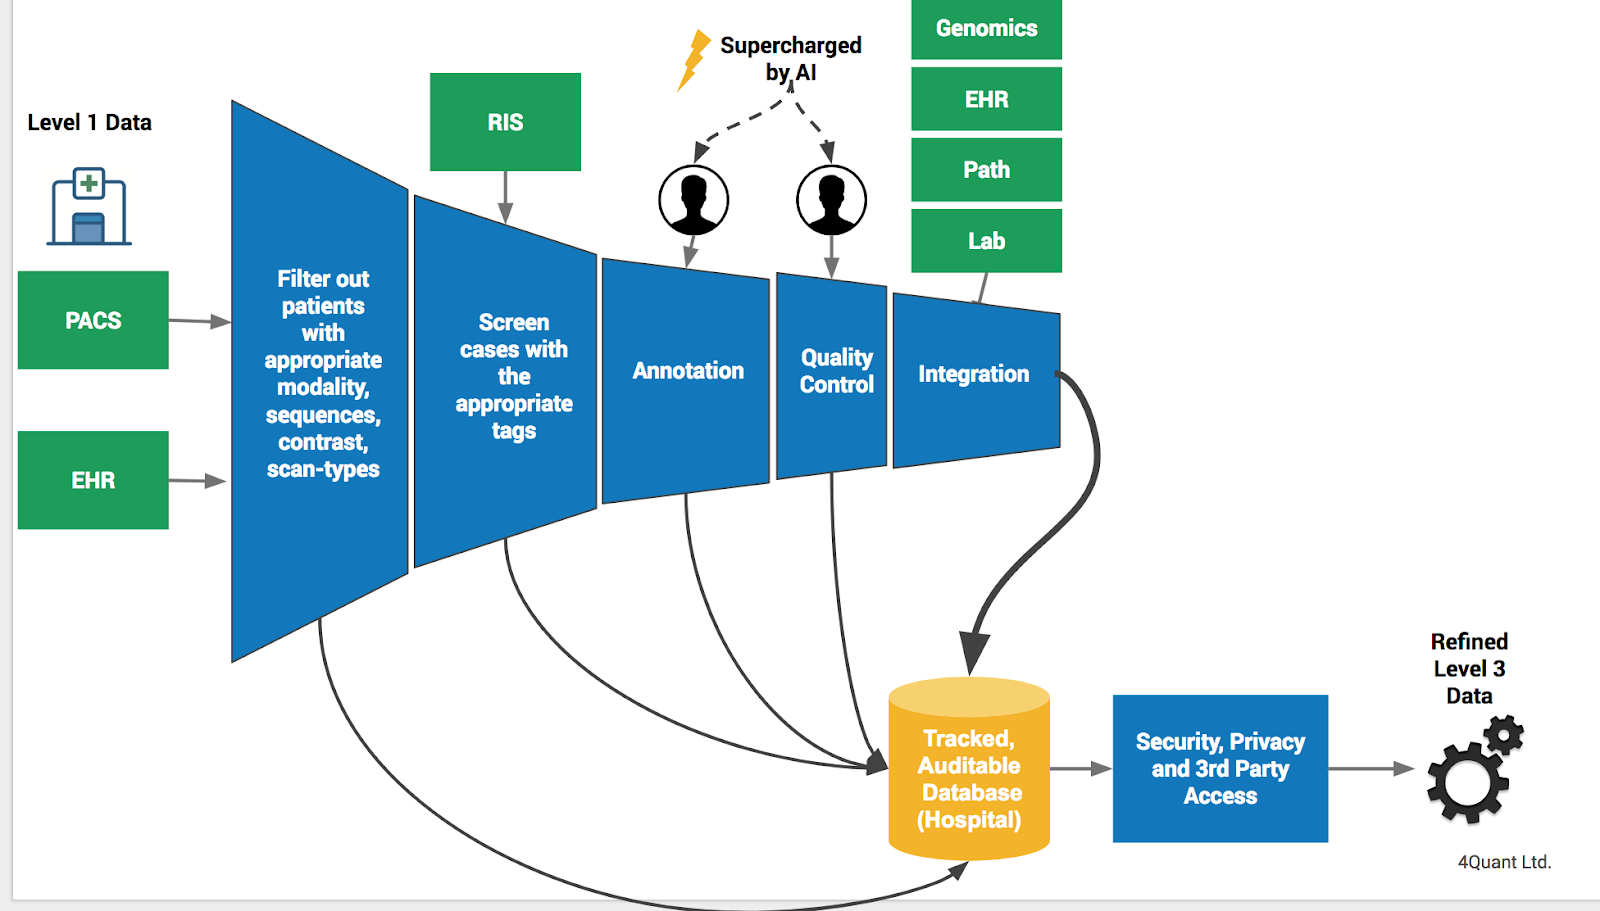 Level 1 Data
PACS
EHR
Filter out
patients
with
appropriate
modality,
sequences,
contrast,
scan-types
RIS
Screen
cases with
the
appropriate
tags
Supercharged
by AI
Annotation
Quality
Control
Genomics
EHR
Path
Lab
Integration
Tracked,
Auditable
Database
(Hospital)
Security, Privacy
and 3rd Party
Access
Refined
Level 3
Data
4Quant Ltd.